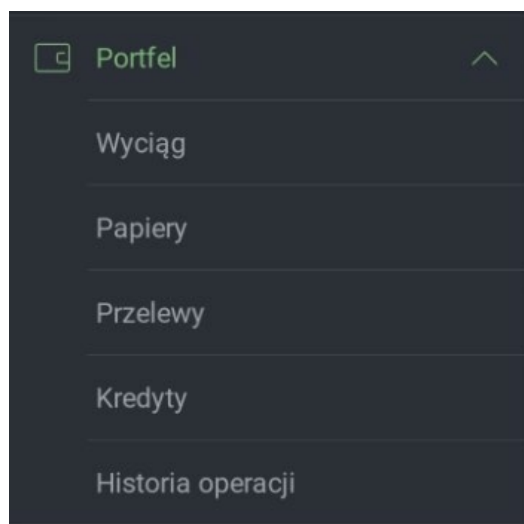 Portfel
Wyciąg
Papiery
Przelewy
Kredyty
Historia operacji